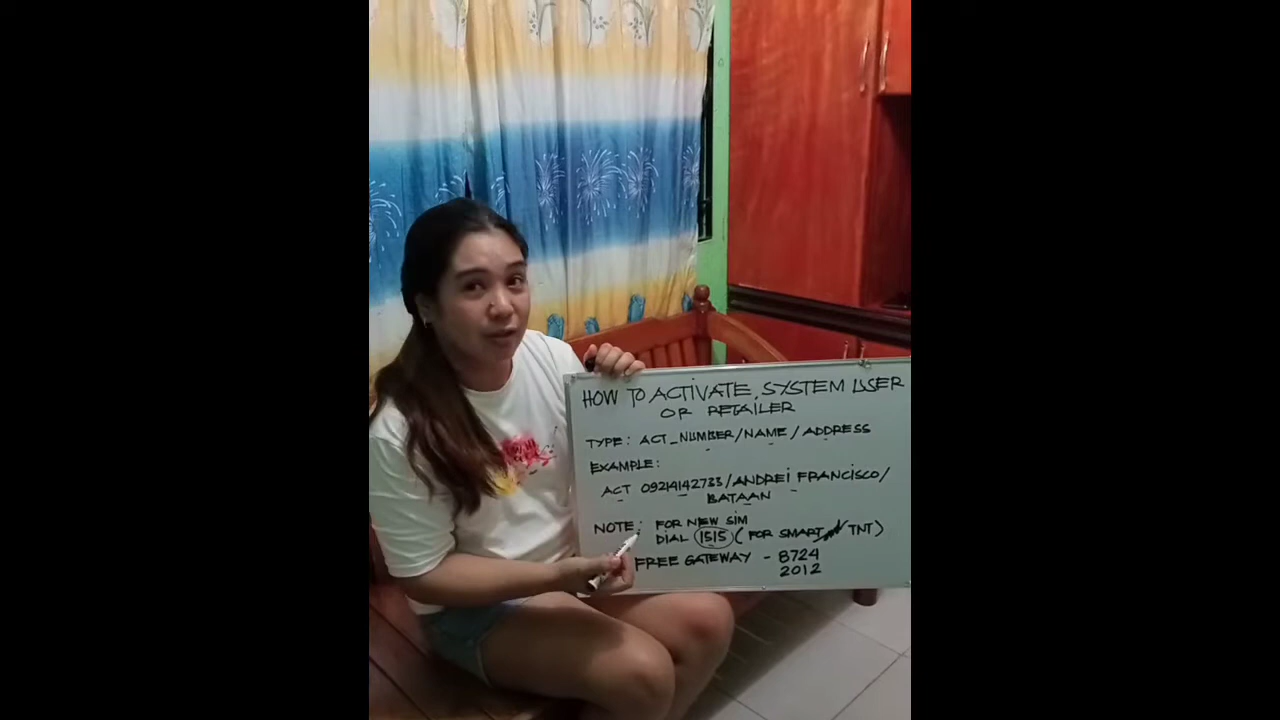 HOW TO ACTIVATE SYSTEM USER
OR RETAILER
TYPE: ACT_NUMBER/NAME/ADDRESS
EXAMPLE:
ACT 09214142733/ANDREI FRANCISCO/
BATAAN
NOTE: FOR NEW SIM
DIAL 1515 (FOR SMART TNT)
FREE GATEWAY - 8724
2012